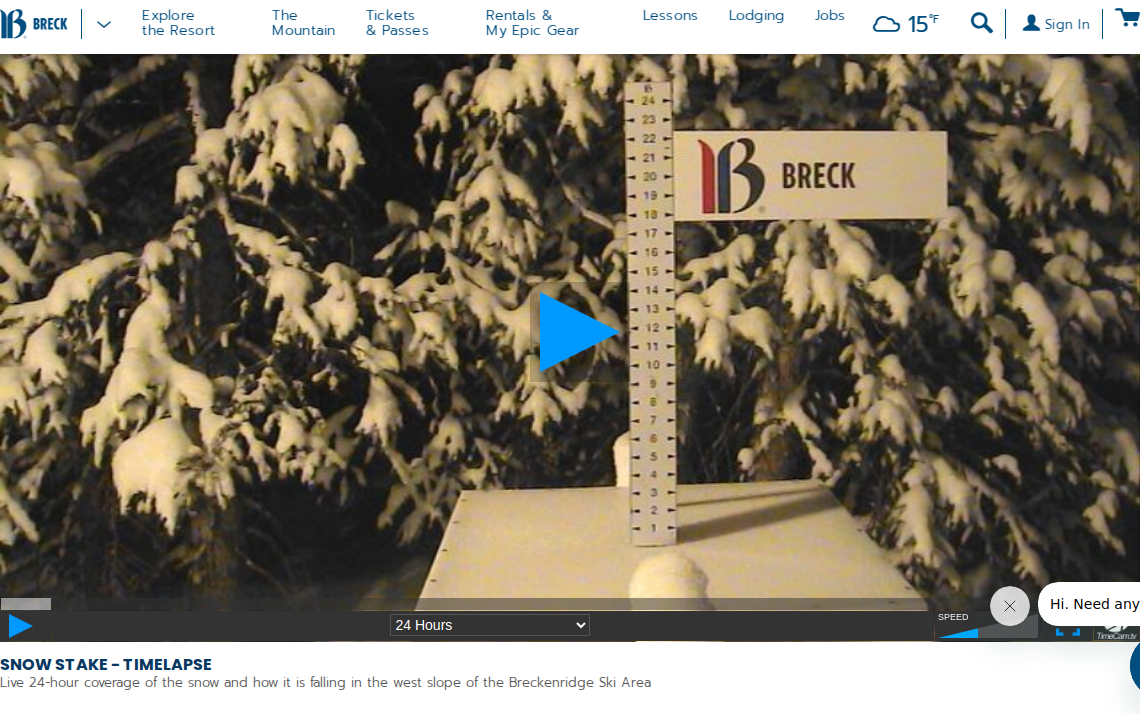 BRECK
Explore
the Resort
The
Mountain
Tickets
& Passes
Rentals &
My Epic Gear
Lessons
Lodging
Jobs
15°F
Sign In
6
24
23
22
21
20
19
18
17
16
15
14
13
12
11
10
9
8
7
6
5
4
3
2
1
B BRECK
24 Hours
SPEED
Hi. Need any
TimeCam.tv
SNOW STAKE – TIMELAPSE
Live 24-hour coverage of the snow and how it is falling in the west slope of the Breckenridge Ski Area